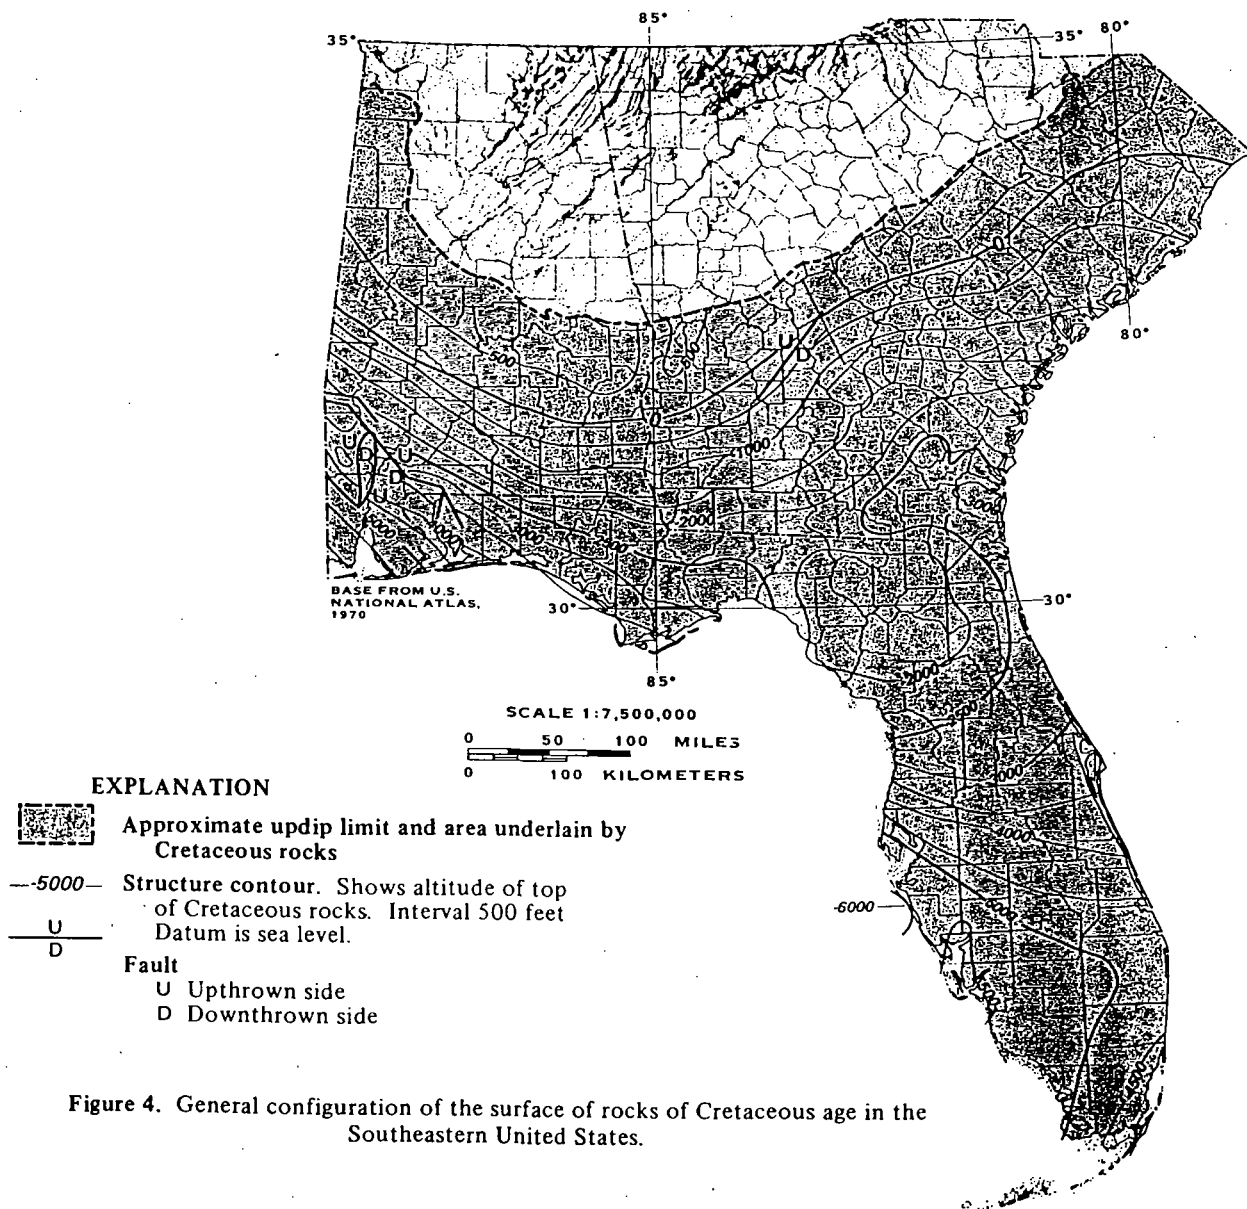 85°
35°
35°
80°
0
80°
500
500
U
D
0
-1000
U
D
U
D
U
-2000
BASE FROM U.S.
NATIONAL ATLAS,
1970
30°
30°
85°
-2000
SCALE 1:7,500,000
0 50 100 MILES
0 100 KILOMETERS
-4000
-6000
EXPLANATION
Approximate updip limit and area underlain by
Cretaceous rocks
-5000 Structure contour. Shows altitude of top
of Cretaceous rocks. Interval 500 feet
Datum is sea level.
U
D
Fault
U Upthrown side
D Downthrown side
Figure 4. General configuration of the surface of rocks of Cretaceous age in the
Southeastern United States.